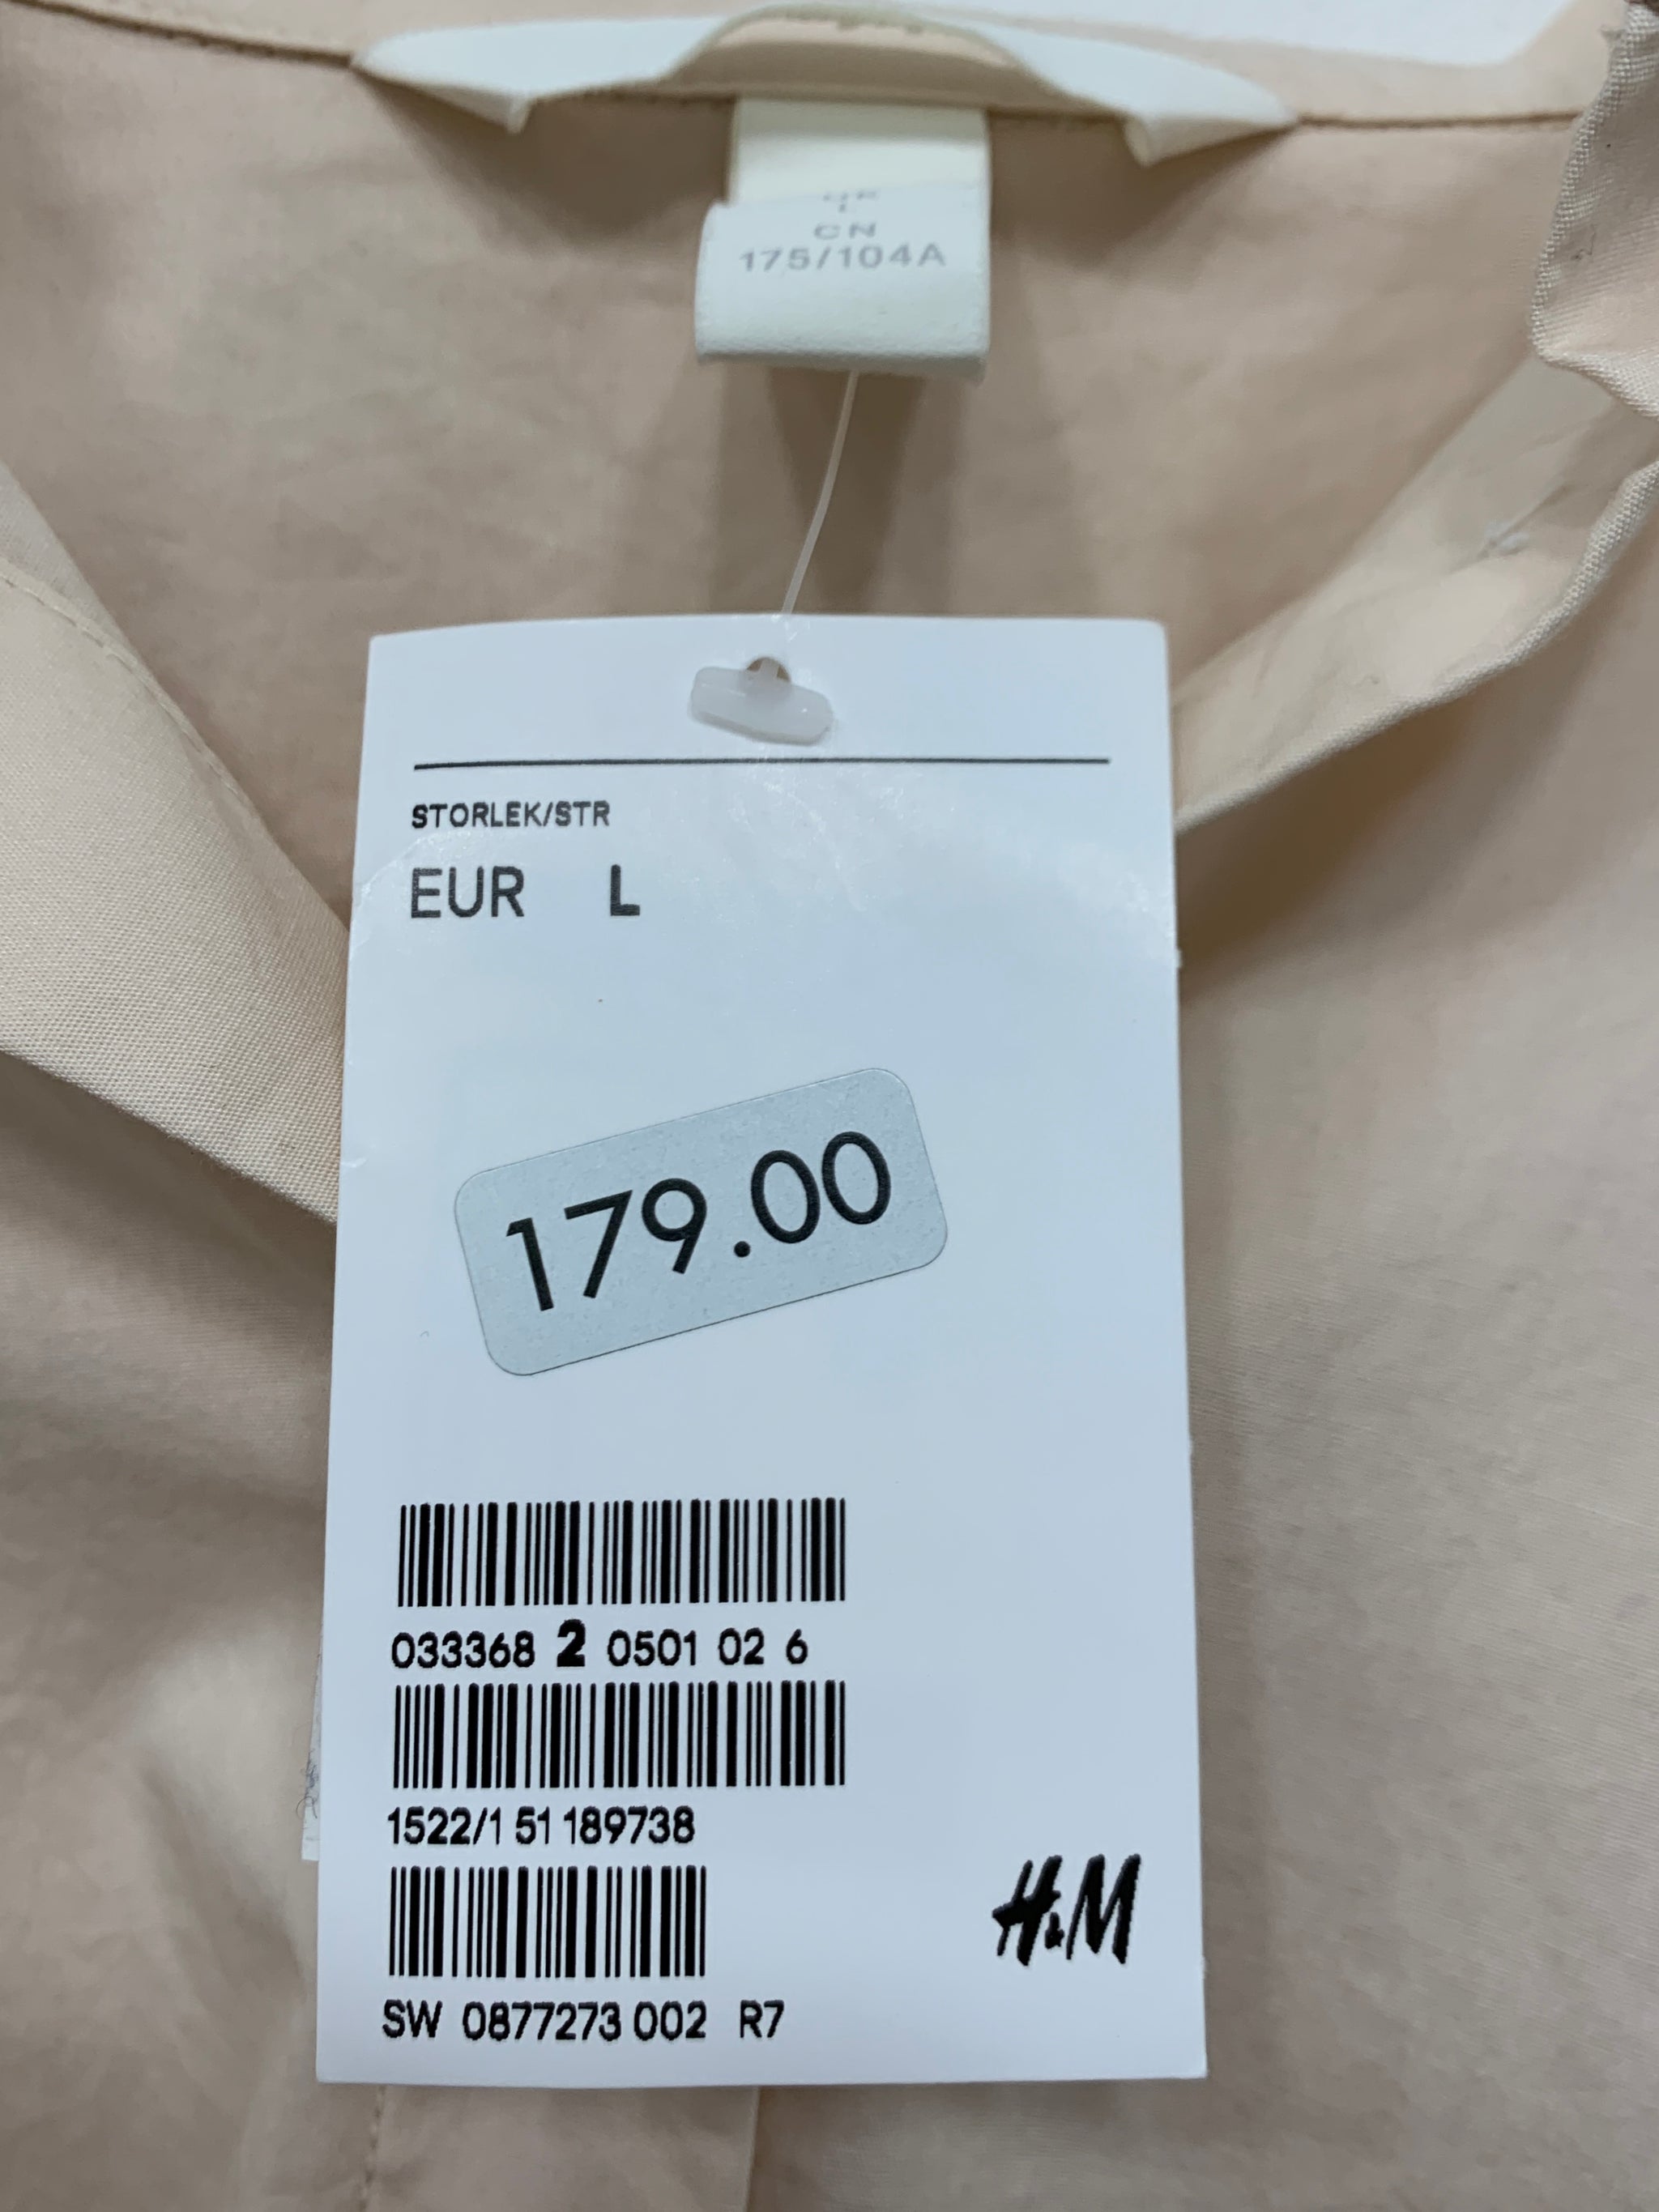 CN
175/104A
STORLEK/STR
EUR L
179.00
033368 2 0501 02 6
1522/1 51 189738
H&M
SW 0877273 002 R7